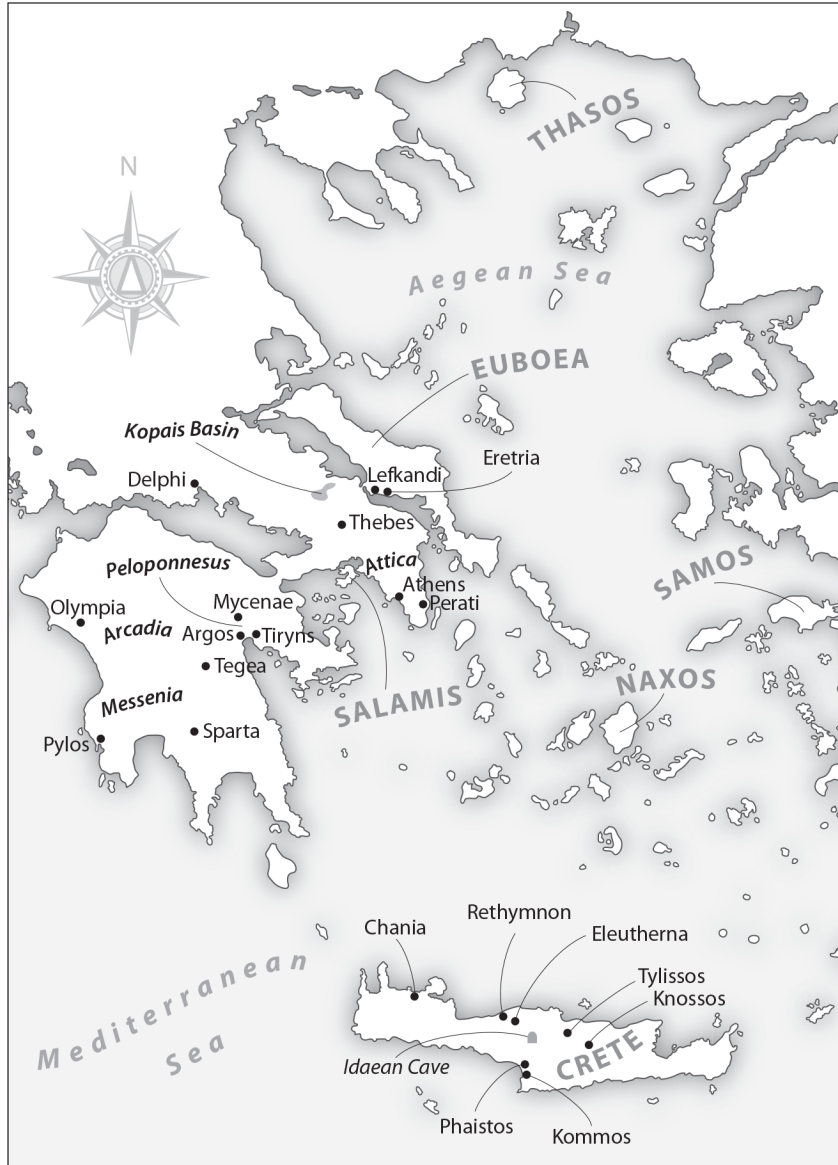 THASOS
N
Aegean Sea
EUBOEA
Kopais Basin
Eretria
Lefkandi
Delphi
Thebes
Attica
Peloponnesus
SAMOS
Athens
Perati
Mycenae
Olympia
Arcadia
Argos
Tiryns
Tegea
NAXOS
SALAMIS
Messenia
Sparta
Pylos
Rethymnon
Chania
Eleutherna
Mediterranean
Sea
Tylissos
Knossos
CRETE
Idaean Cave
Phaistos
Kommos